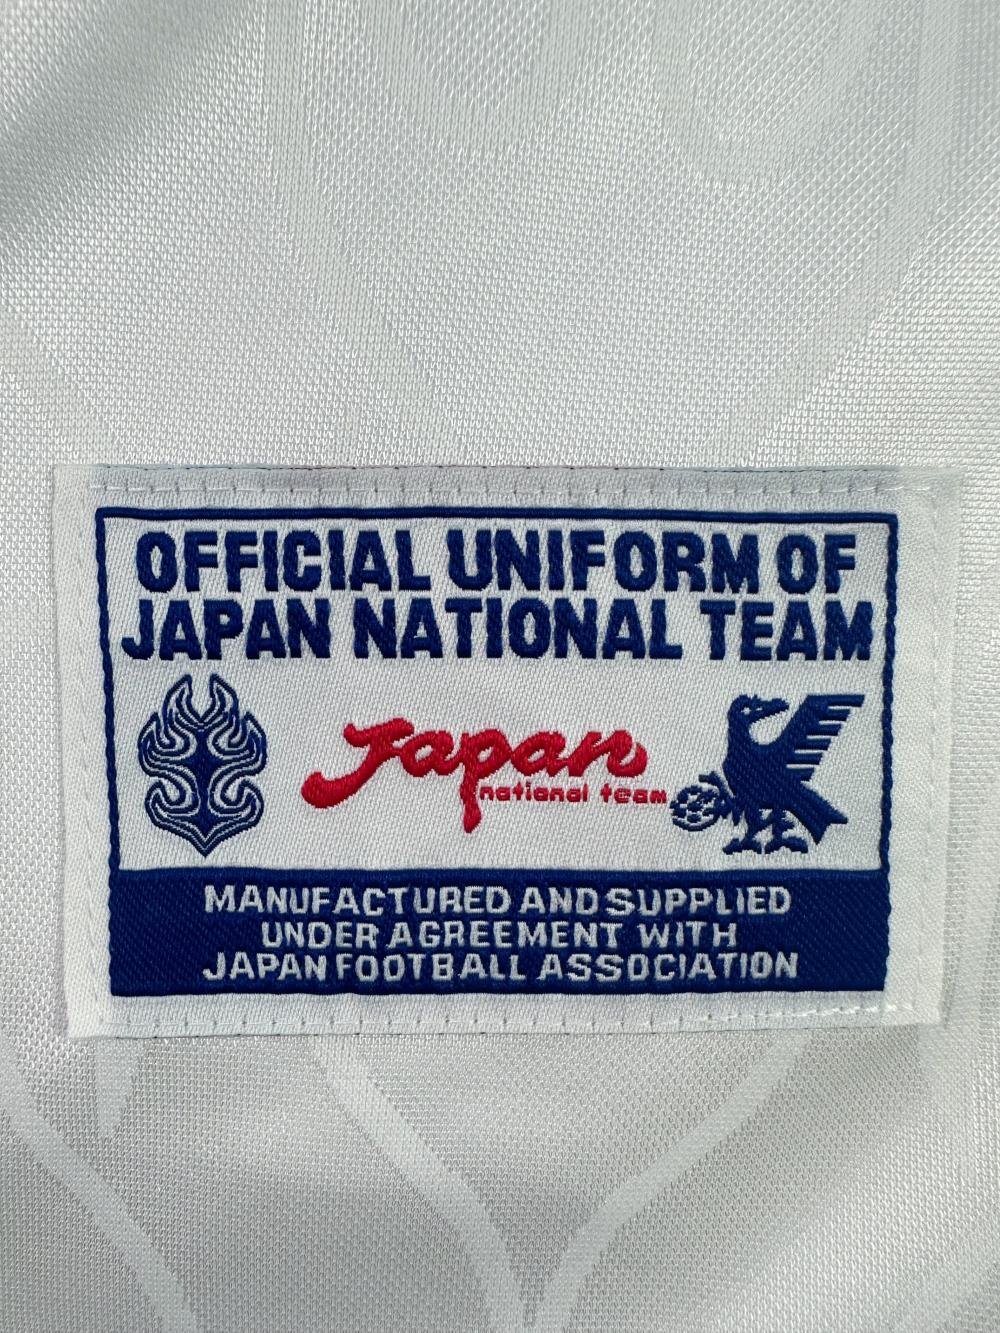 OFFICIAL UNIFORM OF
JAPAN NATIONAL TEAM
Japan
national team
MANUFACTURED AND SUPPLIED
UNDER AGREEMENT WITH
JAPAN FOOTBALL ASSOCIATION